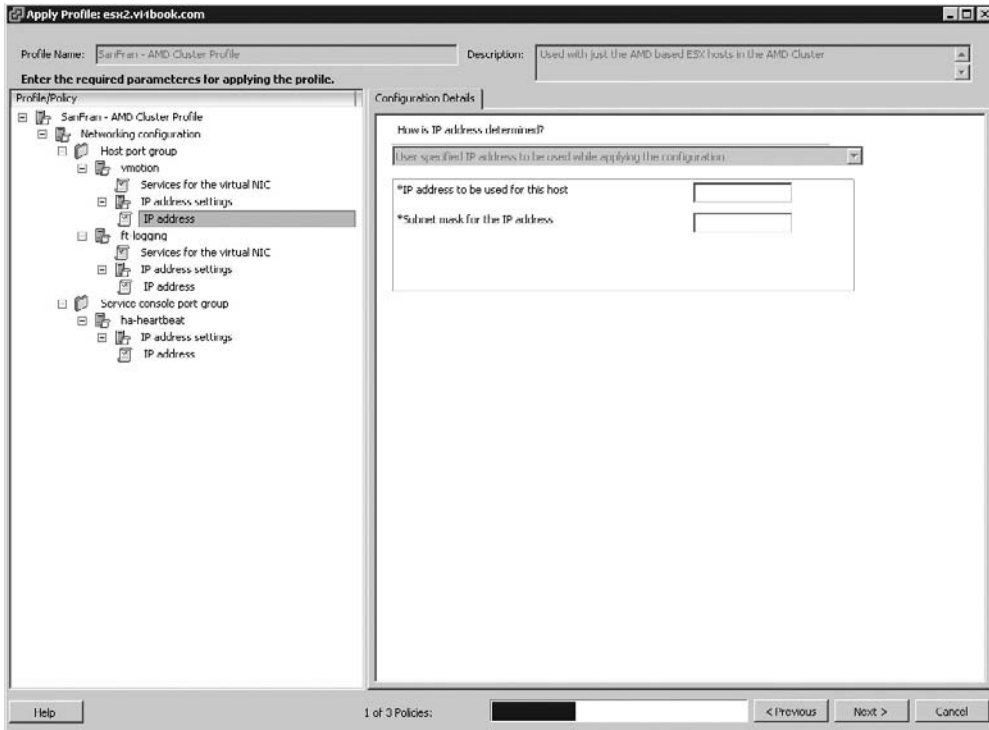 Apply Profile: esx2.vi4book.com
Profile Name: SanFran - AMD Cluster Profile
Description: Used with just the AMD based ESX hosts in the AMD Cluster
Enter the required parameteres for applying the profile.
Profile/Policy
SanFran - AMD Cluster Profile
Networking configuration
Host port group
vmotion
Services for the virtual NIC
IP address settings
IP address
ft-logging
Services for the virtual NIC
IP address settings
IP address
Service console port group
ha-heartbeat
IP address settings
IP address
Configuration Details
How is IP address determined?
User specified IP address to be used while applying the configuration
*IP address to be used for this host
*Subnet mask for the IP address
Help
1 of 3 Policies:
< Previous
Next >
Cancel